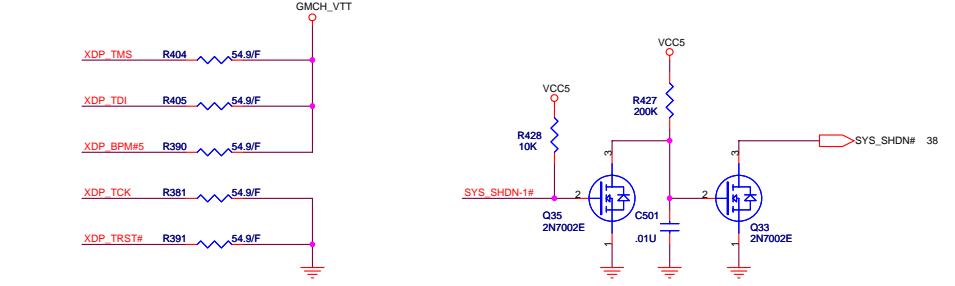 GMCH_VTT
XDP_TMS R404 54.9/F
XDP_TDI R405 54.9/F
XDP_BPM#5 R390 54.9/F
XDP_TCK R381 54.9/F
XDP_TRST# R391 54.9/F
VCC5
VCC5
R427
200K
R428
10K
3
3
SYS_SHDN# 38
SYS_SHDN-1#
2
2
Q35
2N7002E
C501
.01U
Q33
2N7002E
1
1